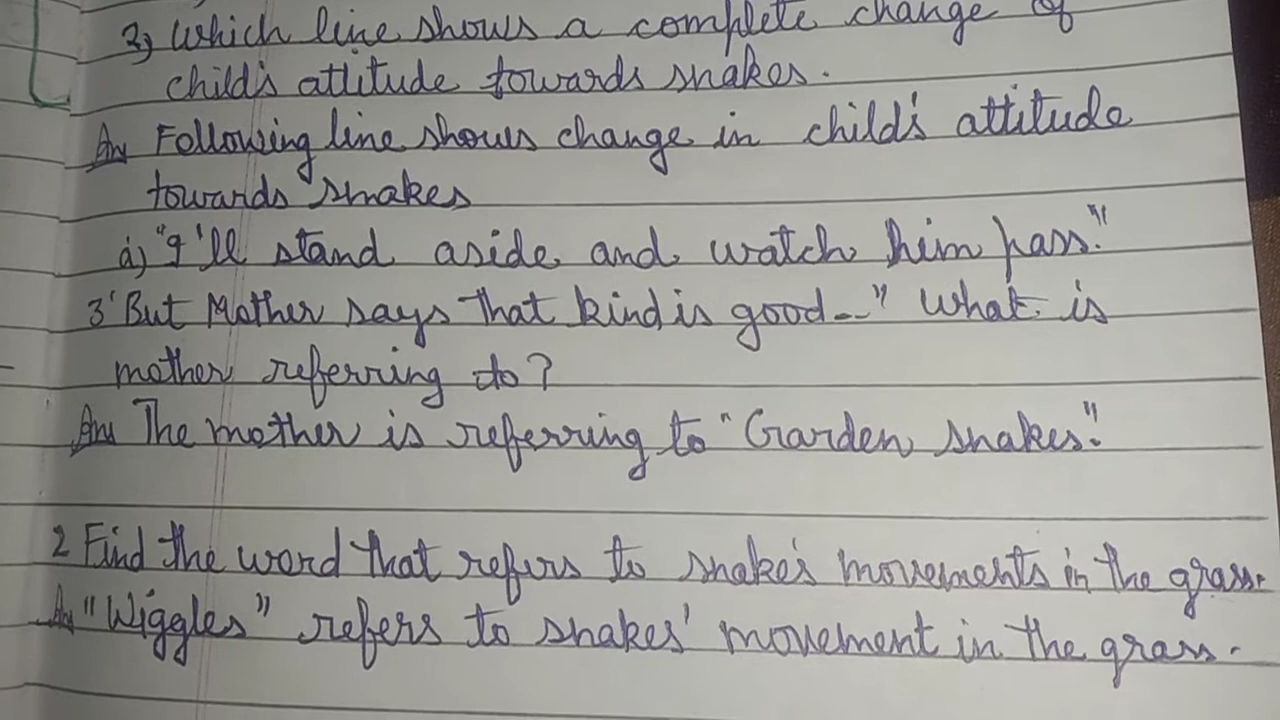 3) Which line shows a complete change of
child's attitude towards snakes.
Ans Following line shows change in child's attitude
towards snakes
a) "I'll stand aside and watch him pass."
3 'But Mother says that kind is good--" What is
mother referring to?
Ans The mother is referring to "Garden snakes."
2 Find the word that refers to snake's movements in the grass.
Ans "Wiggles" refers to snakes' movement in the grass.